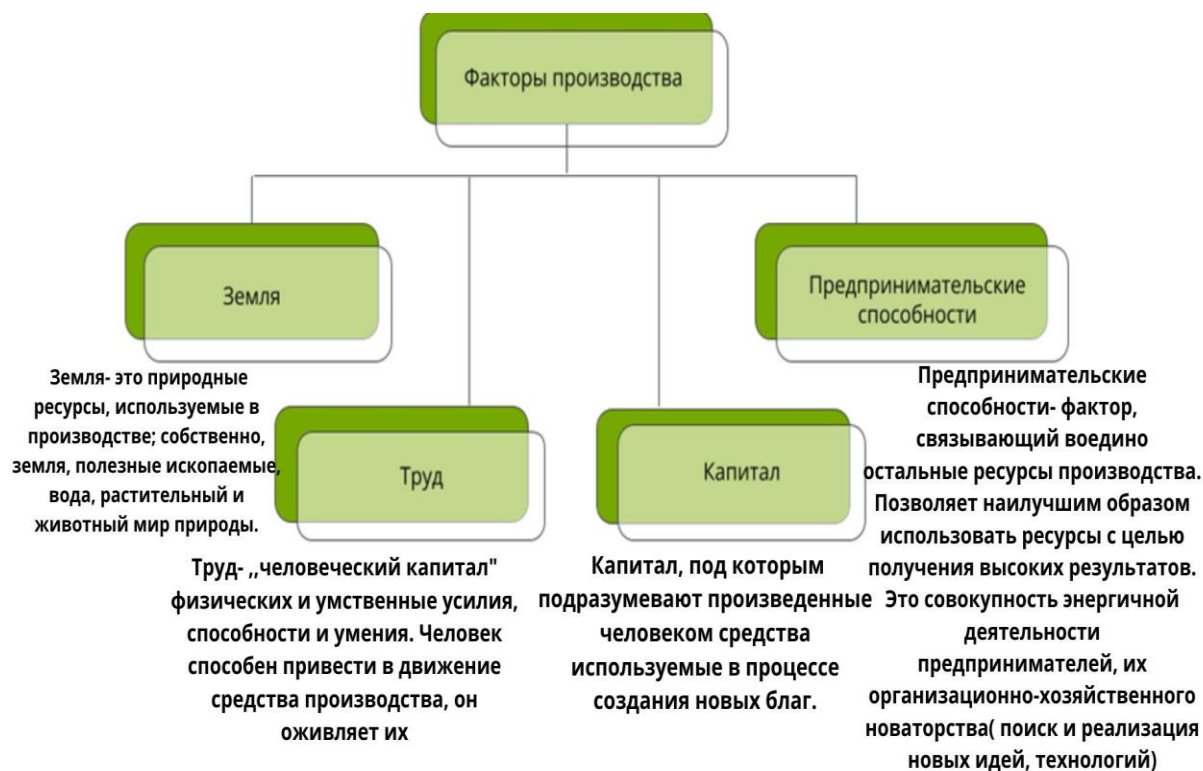 Факторы производства
Земля
Земля- это природные
ресурсы, используемые в
производстве; собственно,
земля, полезные ископаемые,
вода, растительный и
животный мир природы.
Труд
Труд- ,,человеческий капитал"
физических и умственные усилия,
способности и умения. Человек
способен привести в движение
средства производства, он
оживляет их
Капитал
Капитал, под которым
подразумевают произведенные
человеком средства
используемые в процессе
создания новых благ.
Предпринимательские
способности
Предпринимательские
способности- фактор,
связывающий воедино
остальные ресурсы производства.
Позволяет наилучшим образом
использовать ресурсы с целью
получения высоких результатов.
Это совокупность энергичной
деятельности
предпринимателей, их
организационно-хозяйственного
новаторства( поиск и реализация
новых идей, технологий)